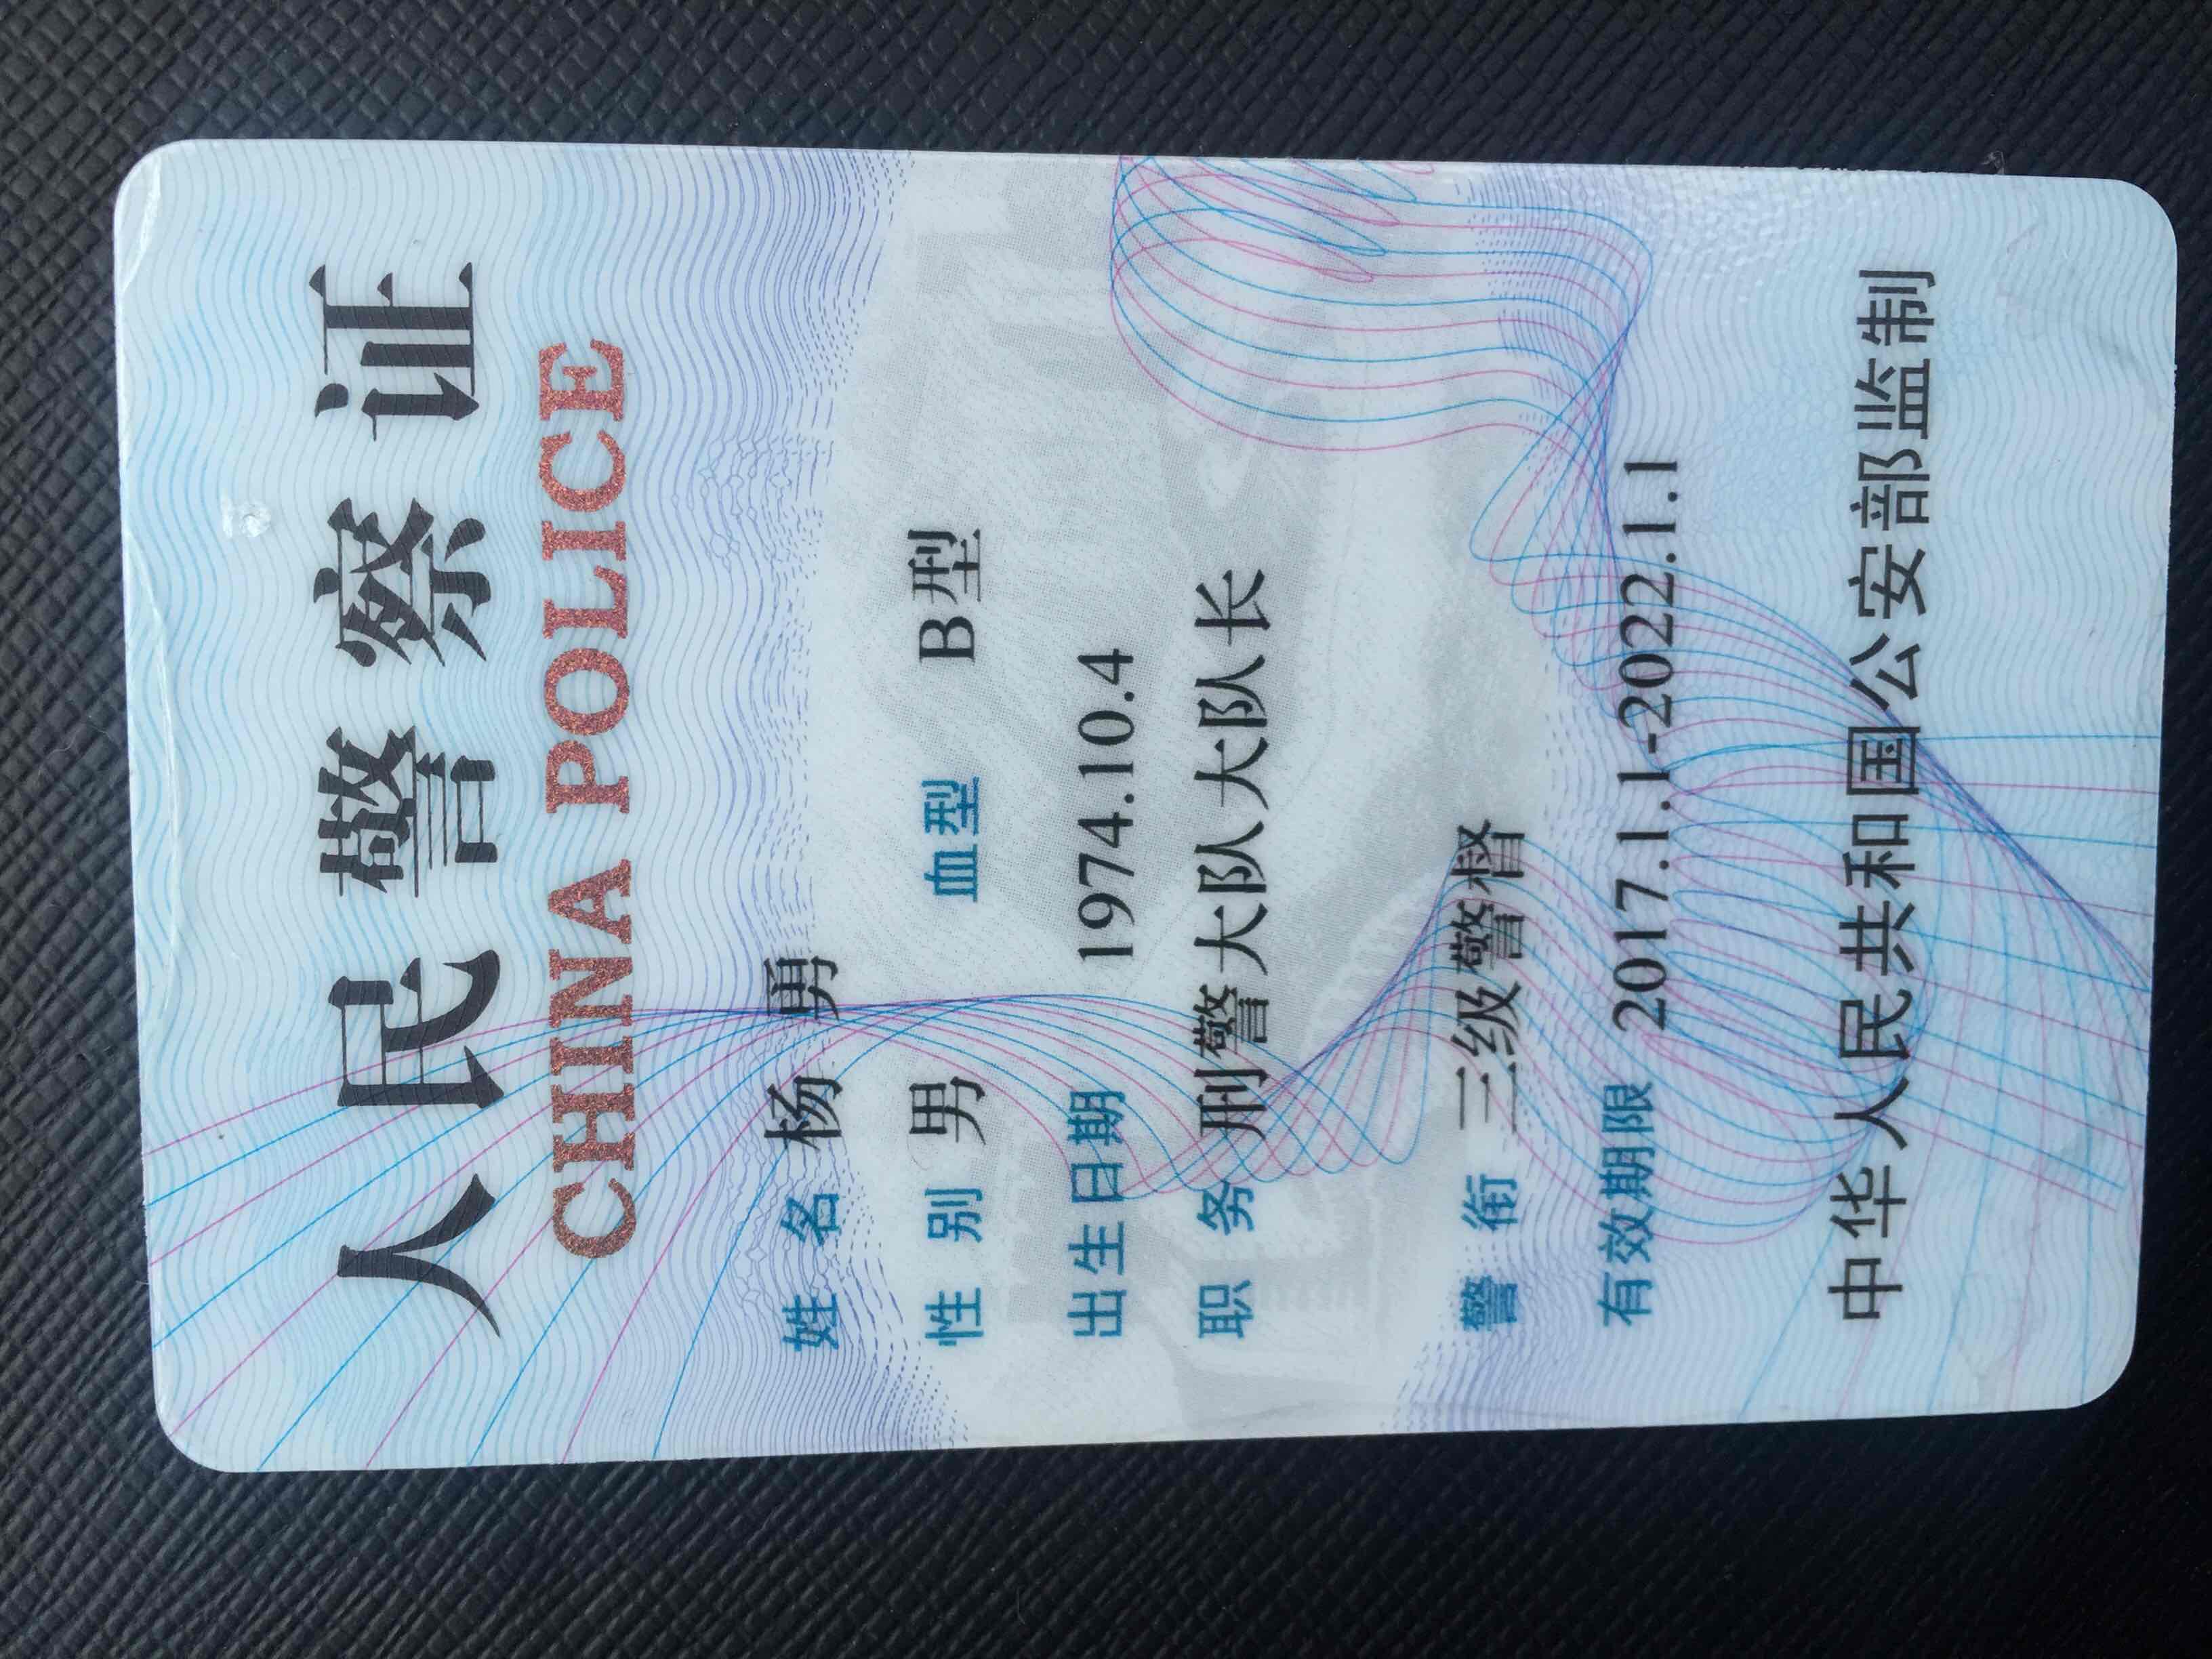 人民警察证
CHINA POLICE
姓 名 杨 勇
性 别 男 血型 B型
出生日期 1974.10.4
职 务 刑警大队大队长
警 衔 三级警督
有效期限 2017.1.1-2022.1.1
中华人民共和国公安部监制